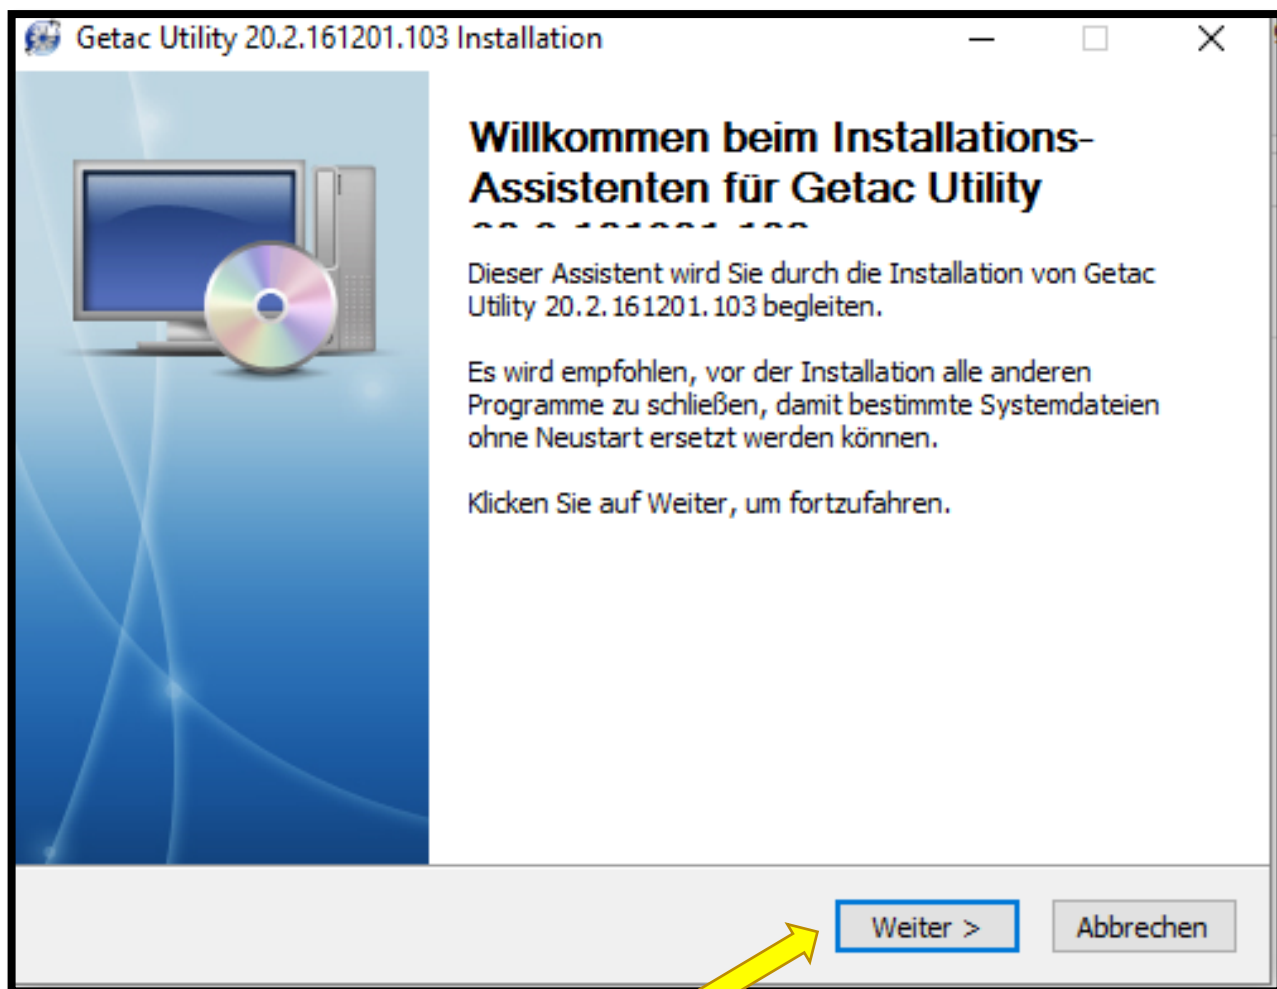 Getac Utility 20.2.161201.103 Installation
Willkommen beim Installations-
Assistenten für Getac Utility
Dieser Assistent wird Sie durch die Installation von Getac
Utility 20.2.161201.103 begleiten.
Es wird empfohlen, vor der Installation alle anderen
Programme zu schließen, damit bestimmte Systemdateien
ohne Neustart ersetzt werden können.
Klicken Sie auf Weiter, um fortzufahren.
Weiter >
Abbrechen